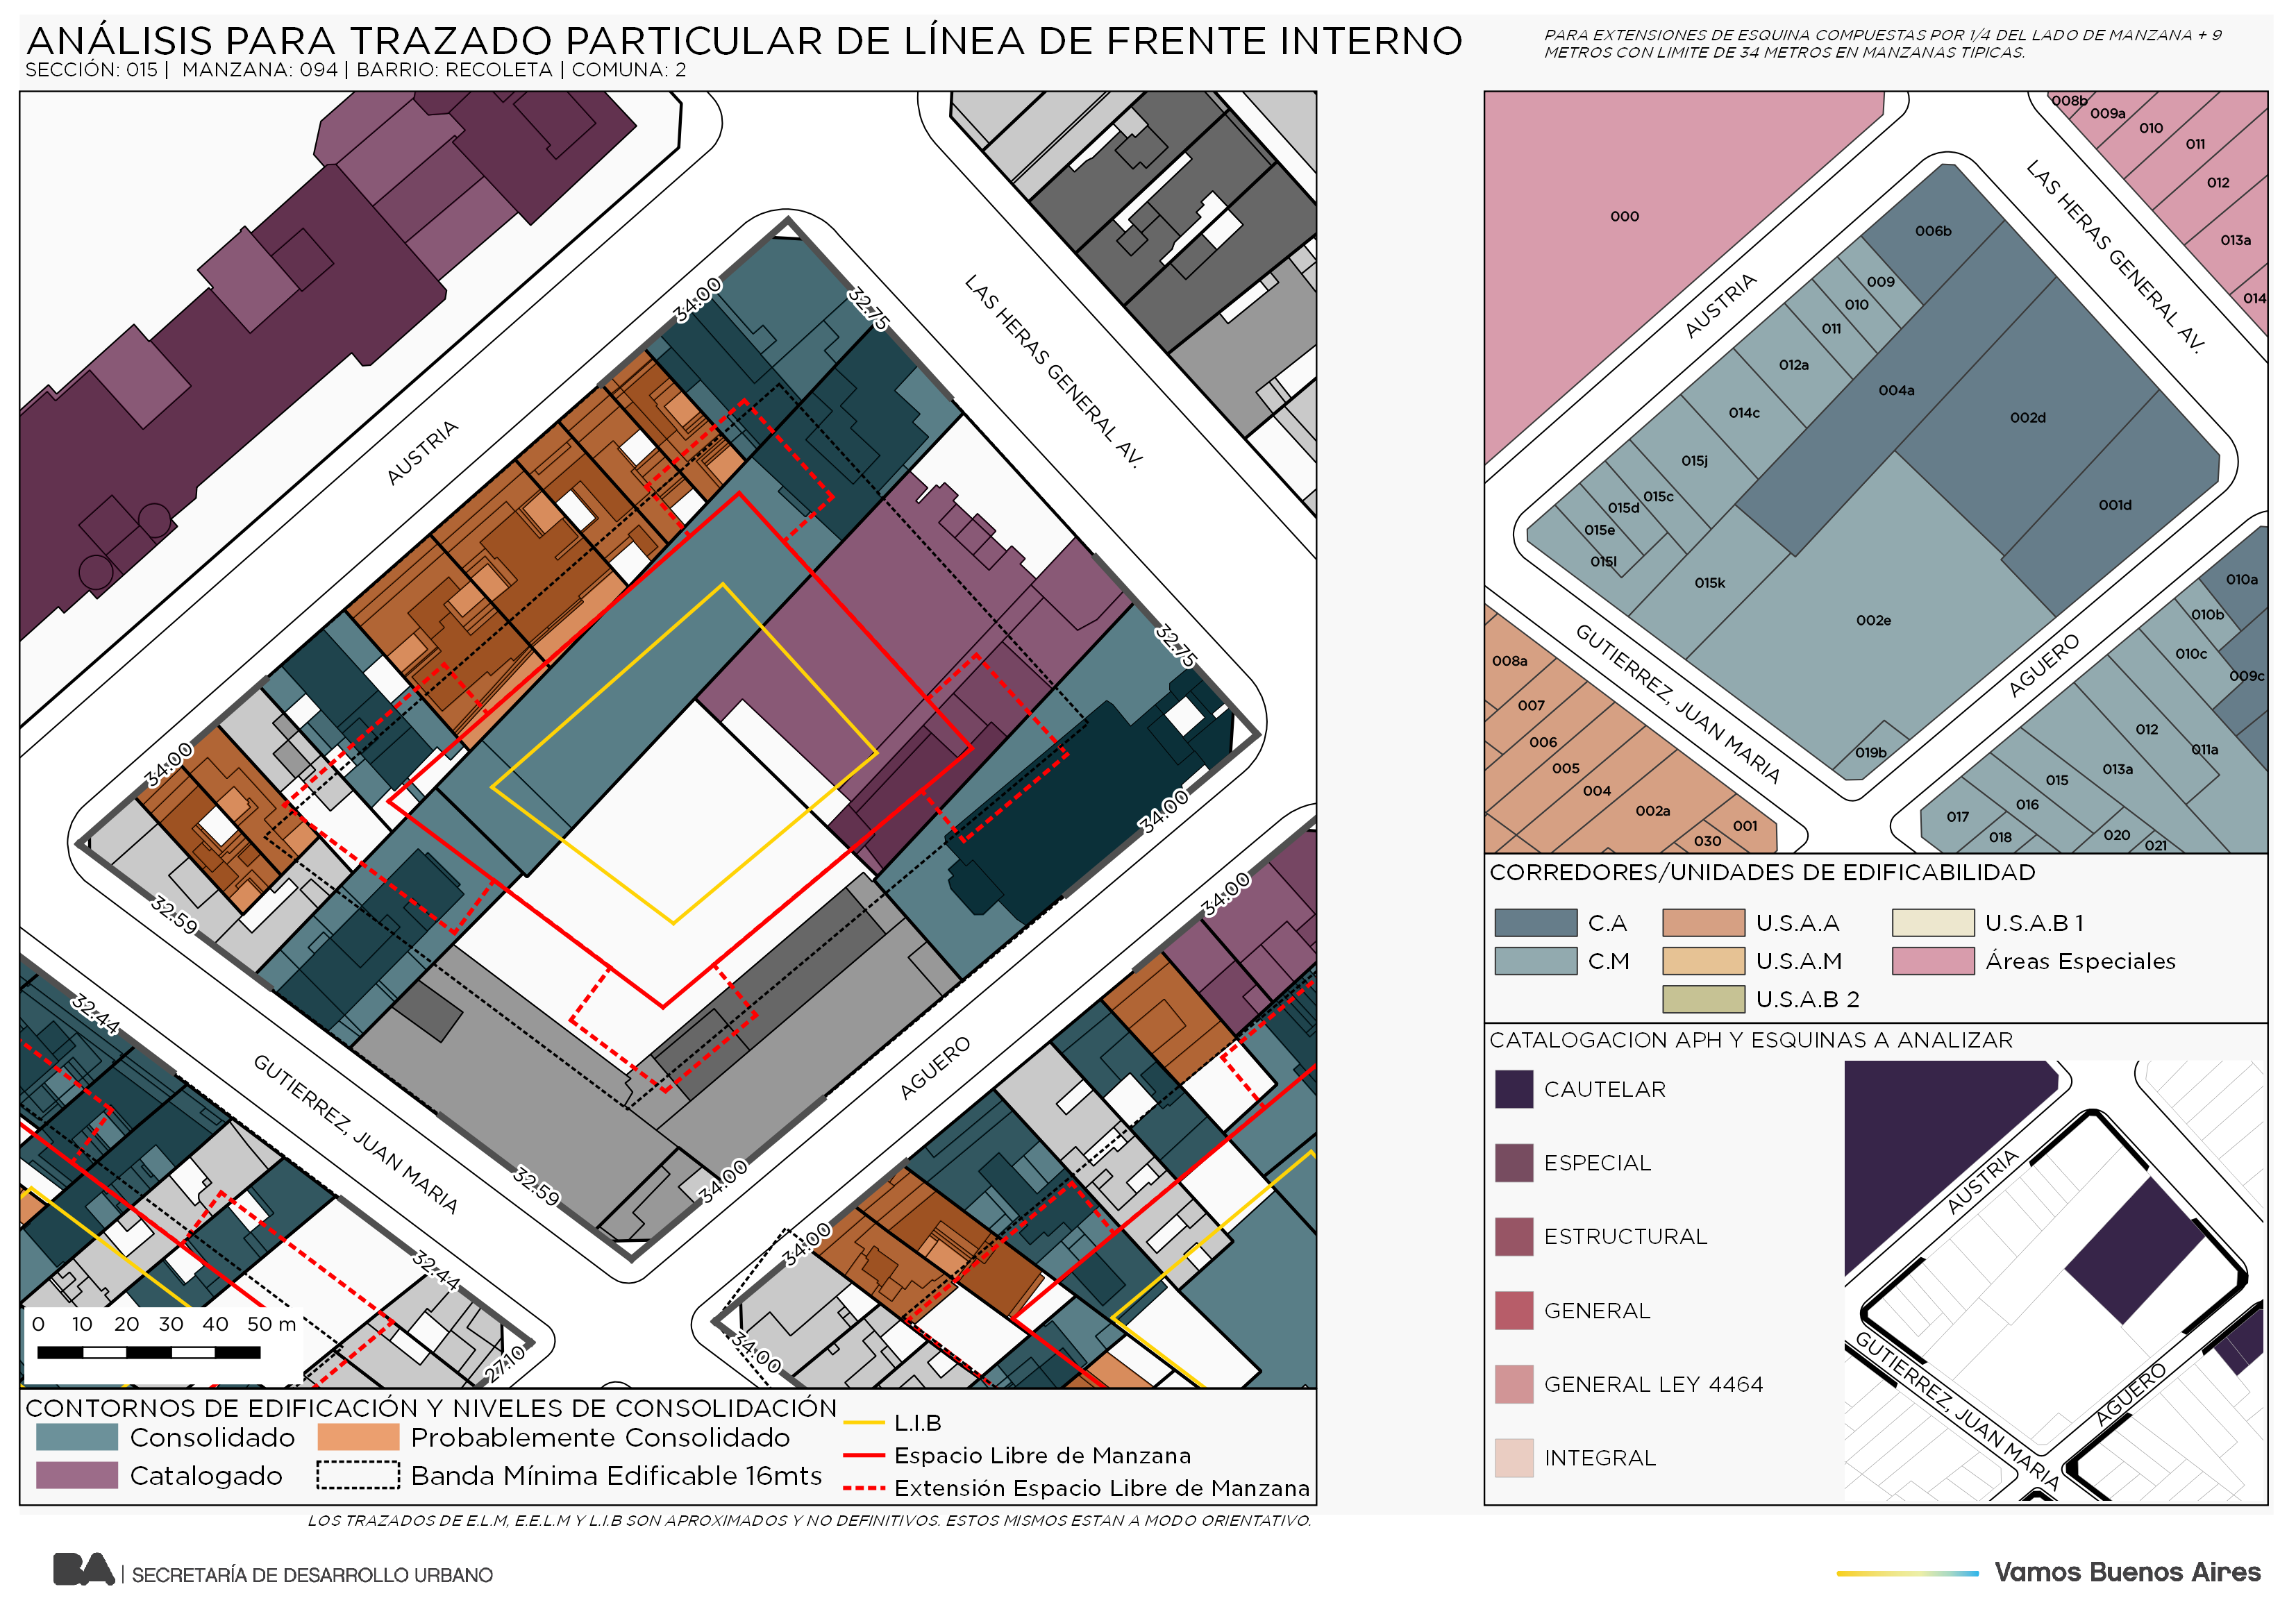 ANÁLISIS PARA TRAZADO PARTICULAR DE LÍNEA DE FRENTE INTERNO
SECCIÓN: 015 | MANZANA: 094 | BARRIO: RECOLETA | COMUNA: 2
PARA EXTENSIONES DE ESQUINA COMPUESTAS POR 1/4 DEL LADO DE MANZANA + 9
METROS CON LIMITE DE 34 METROS EN MANZANAS TIPICAS.
34.00
32.75
LAS HERAS GENERAL AV.
AUSTRIA
32.75
34.00
34.00
32.59
34.00
32.44
GUTIERREZ, JUAN MARIA
AGUERO
32.59
34.00
34.00
32.44
34.00
27.10
0 10 20 30 40 50 m
CONTORNOS DE EDIFICACIÓN Y NIVELES DE CONSOLIDACIÓN
Consolidado
Probablemente Consolidado
Catalogado
Banda Mínima Edificable 16mts
L.I.B
Espacio Libre de Manzana
Extensión Espacio Libre de Manzana
LOS TRAZADOS DE E.L.M, E.E.L.M Y L.I.B SON APROXIMADOS Y NO DEFINITIVOS. ESTOS MISMOS ESTAN A MODO ORIENTATIVO.
008b
009a
010
011
012
013a
014
000
LAS HERAS GENERAL AV.
AUSTRIA
006b
009
010
011
012a
004a
002d
014c
015j
015c
015d
015e
015l
001d
015k
002e
019b
GUTIERREZ, JUAN MARIA
AGUERO
010a
010b
010c
009c
008a
007
006
005
004
002a
001
030
012
011a
013a
015
016
017
018
020
021
CORREDORES/UNIDADES DE EDIFICABILIDAD
C.A
U.S.A.A
U.S.A.B 1
C.M
U.S.A.M
Áreas Especiales
U.S.A.B 2
CATALOGACION APH Y ESQUINAS A ANALIZAR
CAUTELAR
ESPECIAL
ESTRUCTURAL
GENERAL
GENERAL LEY 4464
INTEGRAL
AUSTRIA
GUTIERREZ, JUAN MARIA
AGUERO
BA | SECRETARÍA DE DESARROLLO URBANO
Vamos Buenos Aires